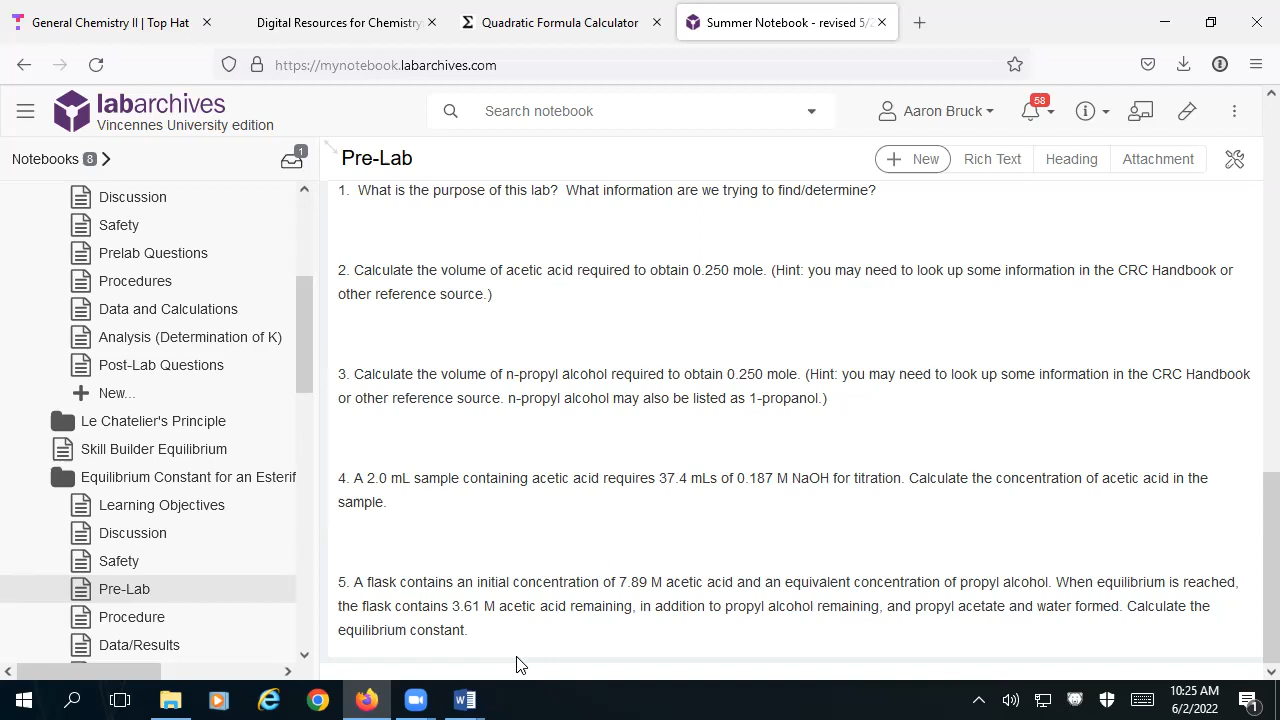 General Chemistry II | Top Hat
Digital Resources for Chemistry
Quadratic Formula Calculator
Summer Notebook - revised 5/2
https://mynotebook.labarchives.com
labarchives
Vincennes University edition
Search notebook
Aaron Bruck
58
Notebooks 8
1
Pre-Lab
New
Rich Text
Heading
Attachment
Discussion
Safety
Prelab Questions
Procedures
Data and Calculations
Analysis (Determination of K)
Post-Lab Questions
New...
Le Chatelier's Principle
Skill Builder Equilibrium
Equilibrium Constant for an Esterif
Learning Objectives
Discussion
Safety
Pre-Lab
Procedure
Data/Results
1. What is the purpose of this lab? What information are we trying to find/determine?
2. Calculate the volume of acetic acid required to obtain 0.250 mole. (Hint: you may need to look up some information in the CRC Handbook or
other reference source.)
3. Calculate the volume of n-propyl alcohol required to obtain 0.250 mole. (Hint: you may need to look up some information in the CRC Handbook
or other reference source. n-propyl alcohol may also be listed as 1-propanol.)
4. A 2.0 mL sample containing acetic acid requires 37.4 mLs of 0.187 M NaOH for titration. Calculate the concentration of acetic acid in the
sample.
5. A flask contains an initial concentration of 7.89 M acetic acid and an equivalent concentration of propyl alcohol. When equilibrium is reached,
the flask contains 3.61 M acetic acid remaining, in addition to propyl alcohol remaining, and propyl acetate and water formed. Calculate the
equilibrium constant.
10:25 AM
6/2/2022
1